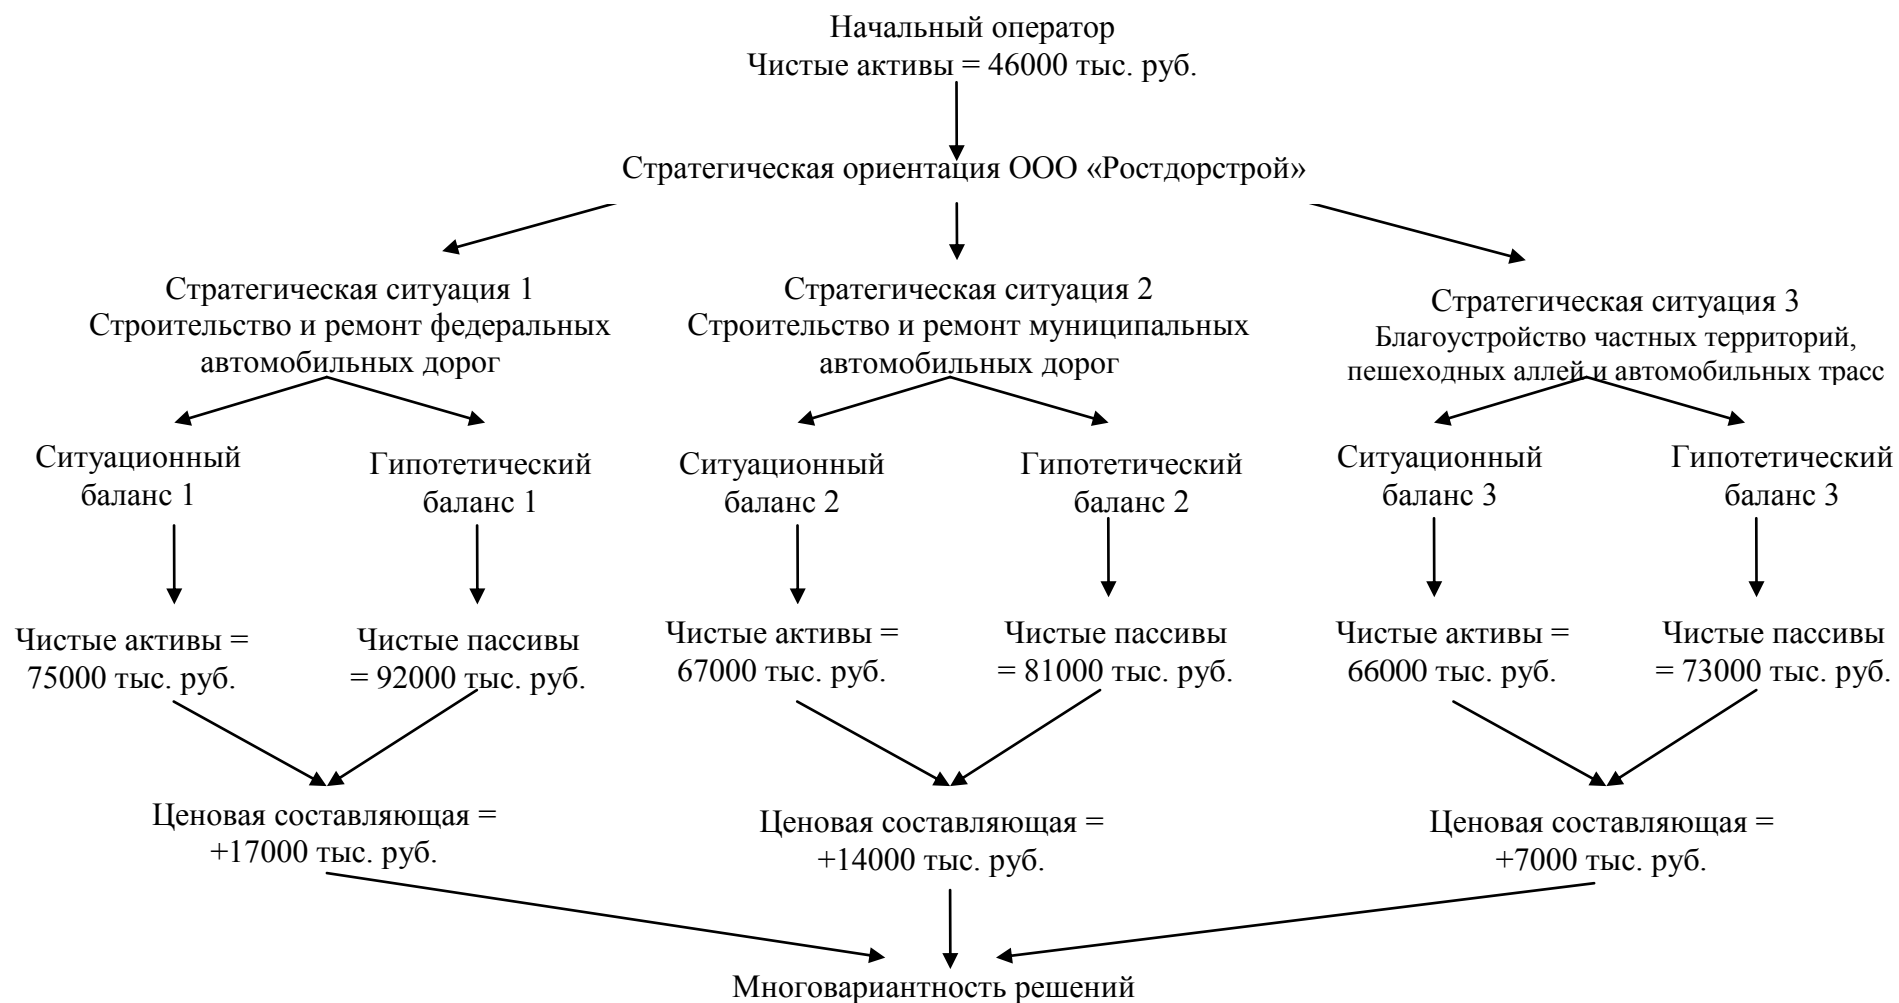 Начальный оператор
Чистые активы = 46000 тыс. руб.
Стратегическая ориентация ООО «Ростдорстрой»
Стратегическая ситуация 1
Строительство и ремонт федеральных
автомобильных дорог
Стратегическая ситуация 2
Строительство и ремонт муниципальных
автомобильных дорог
Стратегическая ситуация 3
Благоустройство частных территорий,
пешеходных аллей и автомобильных трасс
Ситуационный
баланс 1
Гипотетический
баланс 1
Ситуационный
баланс 2
Гипотетический
баланс 2
Ситуационный
баланс 3
Гипотетический
баланс 3
Чистые активы =
75000 тыс. руб.
Чистые пассивы
= 92000 тыс. руб.
Чистые активы =
67000 тыс. руб.
Чистые пассивы
= 81000 тыс. руб.
Чистые активы =
66000 тыс. руб.
Чистые пассивы
= 73000 тыс. руб.
Ценовая составляющая =
+17000 тыс. руб.
Ценовая составляющая =
+14000 тыс. руб.
Ценовая составляющая =
+7000 тыс. руб.
Многовариантность решений